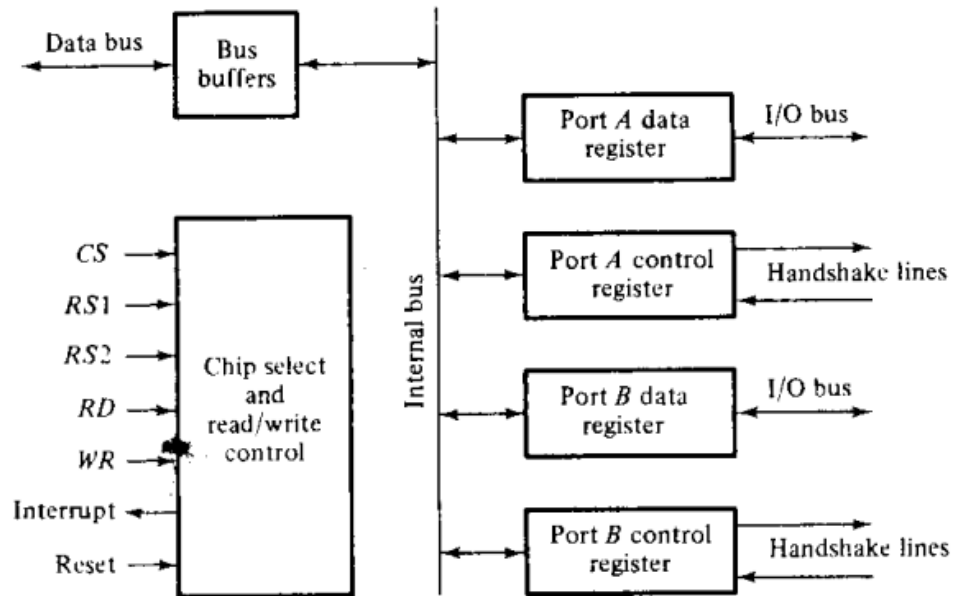 Data bus
Bus
buffers
Port A data
register
I/O bus
CS
RS1
RS2
RD
WR
Interrupt
Reset
Chip select
and
read/write
control
Internal bus
Port A control
register
Handshake lines
Port B data
register
I/O bus
Port B control
register
Handshake lines